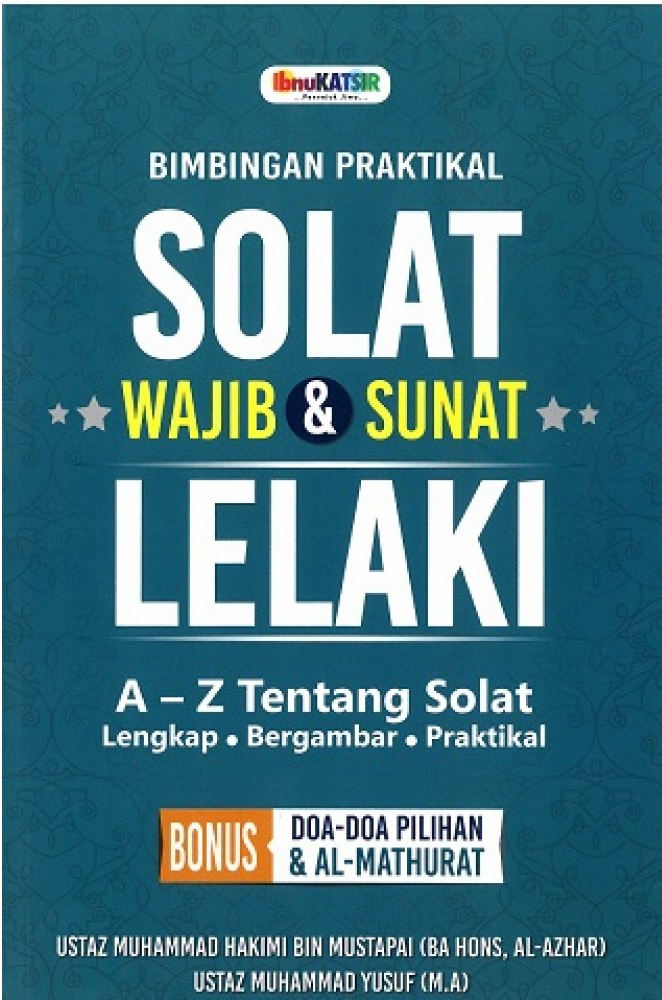 IbnuKATSIR
BIMBINGAN PRAKTIKAL
SOLAT
WAJIB & SUNAT
LELAKI
A – Z Tentang Solat
Lengkap • Bergambar • Praktikal
BONUS
DOA-DOA PILIHAN
& AL-MATHURAT
USTAZ MUHAMMAD HAKIMI BIN MUSTAPAI (BA HONS, AL-AZHAR)
USTAZ MUHAMMAD YUSUF (M.A)